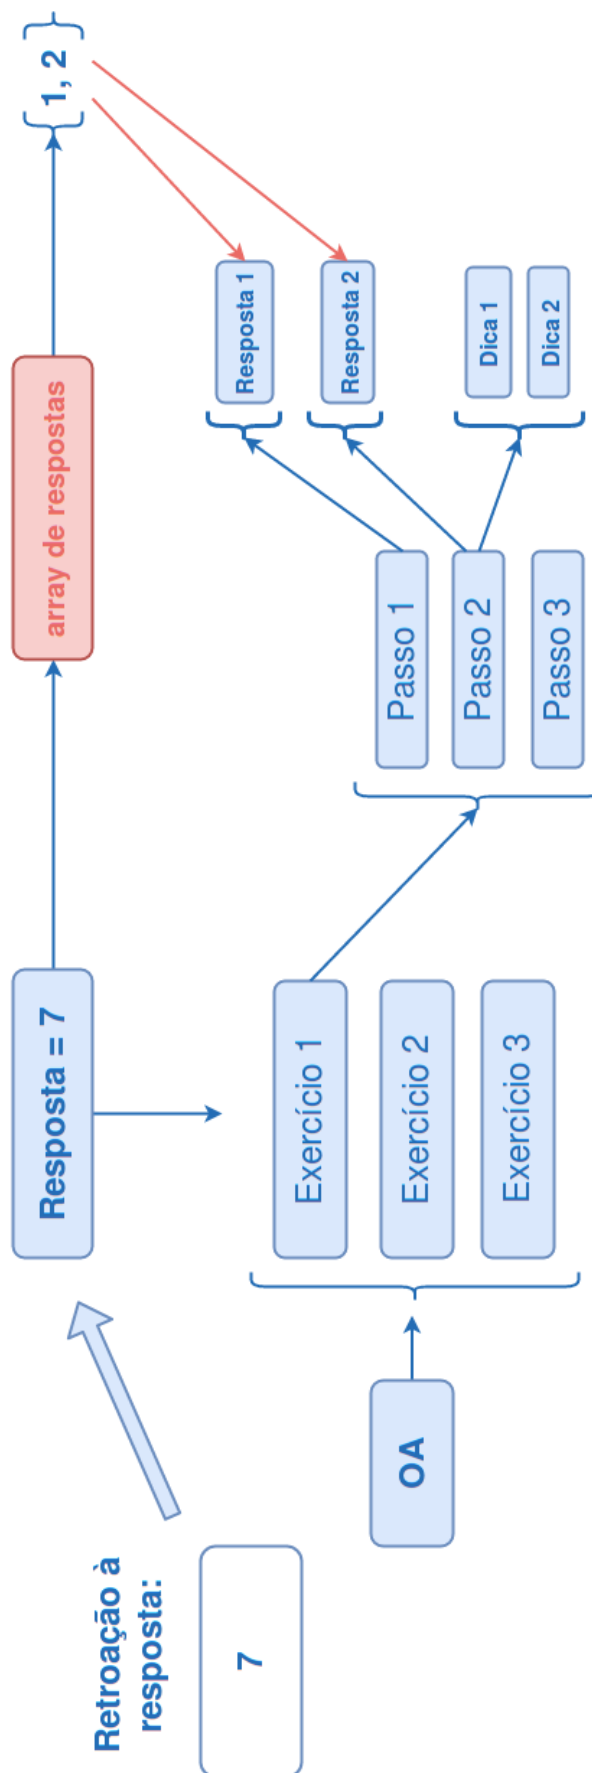 Retroação à
resposta:
7
Resposta = 7
array de respostas
{1, 2}
OA
Exercício 1
Exercício 2
Exercício 3
Passo 1
Passo 2
Passo 3
Resposta 1
Resposta 2
Dica 1
Dica 2